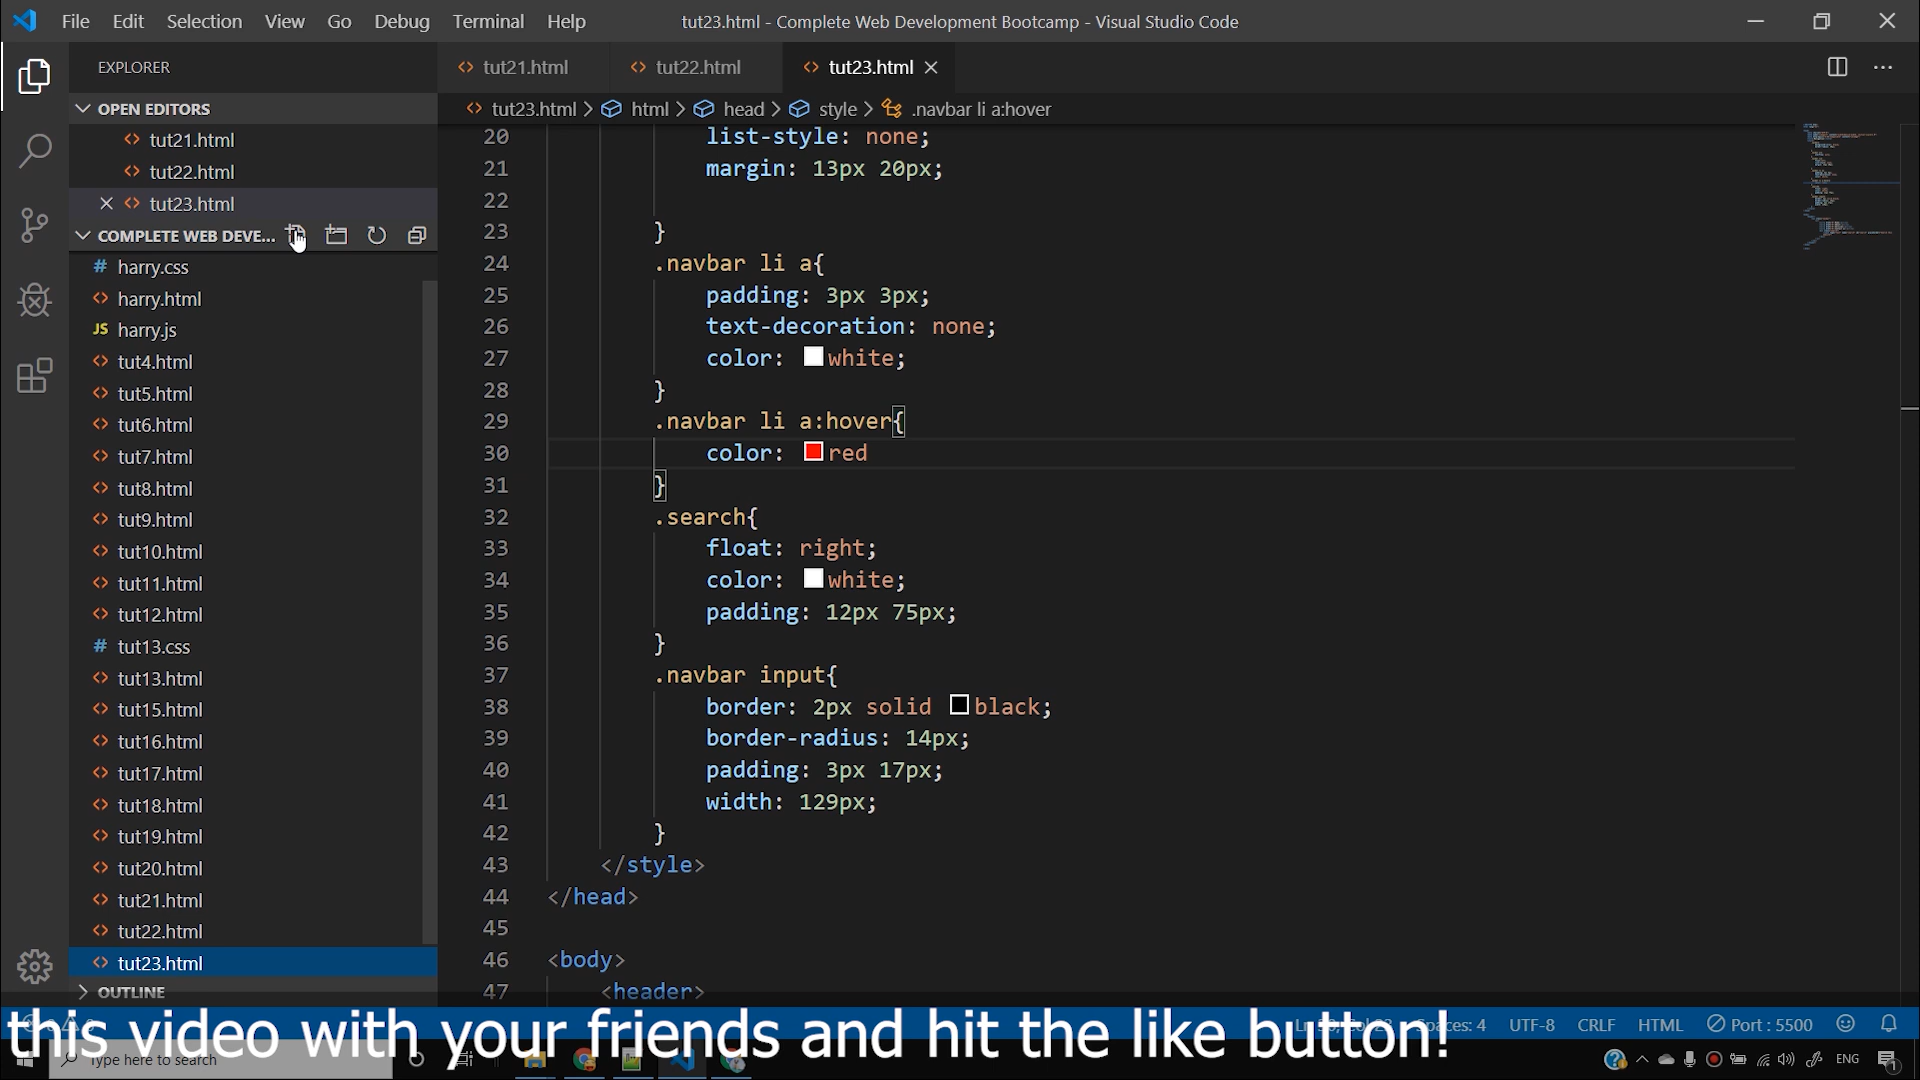 File Edit Selection View Go Debug Terminal Help
tut23.html - Complete Web Development Bootcamp - Visual Studio Code
EXPLORER
tut21.html
tut22.html
tut23.html
OPEN EDITORS
tut21.html
tut22.html
tut23.html
COMPLETE WEB DEVE...
harry.css
harry.html
JS harry.js
tut4.html
tut5.html
tut6.html
tut7.html
tut8.html
tut9.html
tut10.html
tut11.html
tut12.html
tut13.css
tut13.html
tut15.html
tut16.html
tut17.html
tut18.html
tut19.html
tut20.html
tut21.html
tut22.html
tut23.html
OUTLINE
tut23.html > html > head > style > .navbar li a:hover
20 list-style: none;
21 margin: 13px 20px;
22
23 }
24 .navbar li a{
25 padding: 3px 3px;
26 text-decoration: none;
27 color: white;
28 }
29 .navbar li a:hover{
30 color: red
31 }
32 .search{
33 float: right;
34 color: white;
35 padding: 12px 75px;
36 }
37 .navbar input{
38 border: 2px solid black;
39 border-radius: 14px;
40 padding: 3px 17px;
41 width: 129px;
42 }
43 </style>
44 </head>
45
46 <body>
47 <header>
this video with your friends and hit the like button!
UTF-8 CRLF HTML Port : 5500
Type here to search
ENG